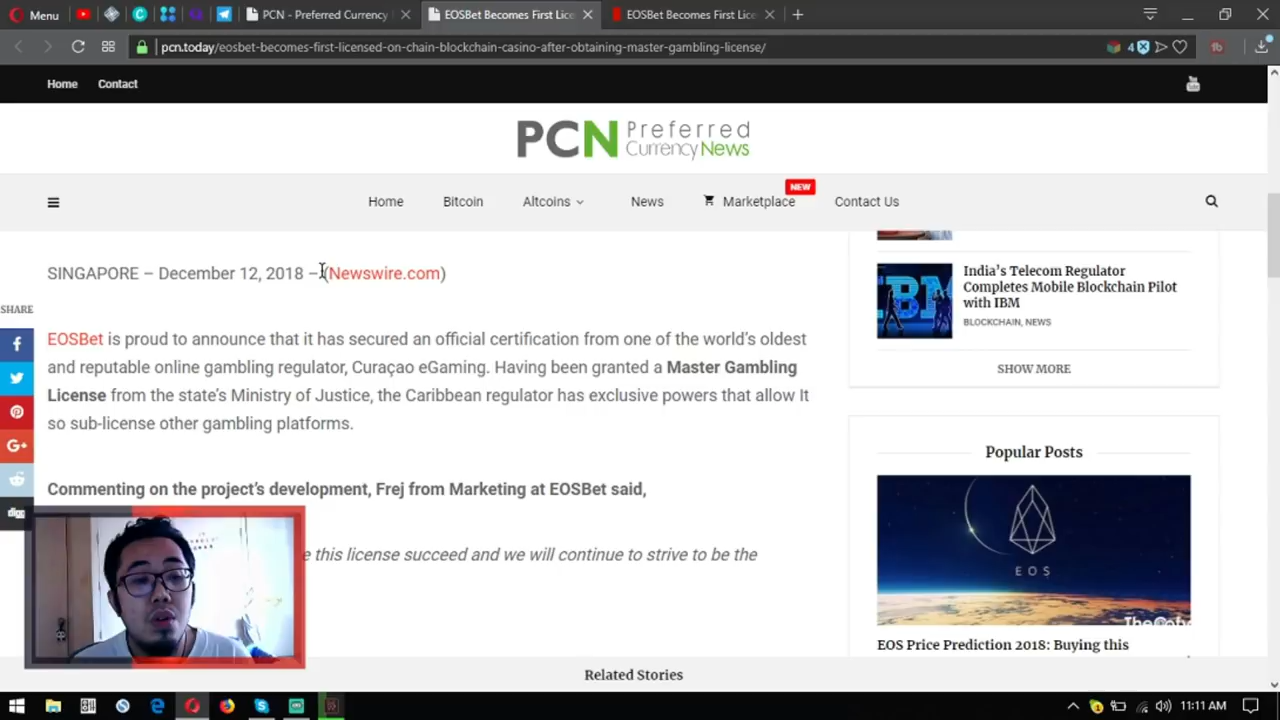 Menu
PCN - Preferred Currency
EOSBet Becomes First Lice
EOSBet Becomes First Lice
pcn.today/eosbet-becomes-first-licensed-on-chain-blockchain-casino-after-obtaining-master-gambling-license/
4
Home Contact
PCN Preferred
CurrencyNews
NEW
Home Bitcoin Altcoins News Marketplace Contact Us
SINGAPORE – December 12, 2018 – (Newswire.com)
SHARE
EOSBet is proud to announce that it has secured an official certification from one of the world's oldest
and reputable online gambling regulator, Curaçao eGaming. Having been granted a Master Gambling
License from the state's Ministry of Justice, the Caribbean regulator has exclusive powers that allow It
so sub-license other gambling platforms.
Commenting on the project's development, Frej from Marketing at EOSBet said,
e this license succeed and we will continue to strive to be the
IBM
India's Telecom Regulator
Completes Mobile Blockchain Pilot
with IBM
BLOCKCHAIN, NEWS
SHOW MORE
Popular Posts
EOS
EOS Price Prediction 2018: Buying this
Related Stories
11:11 AM